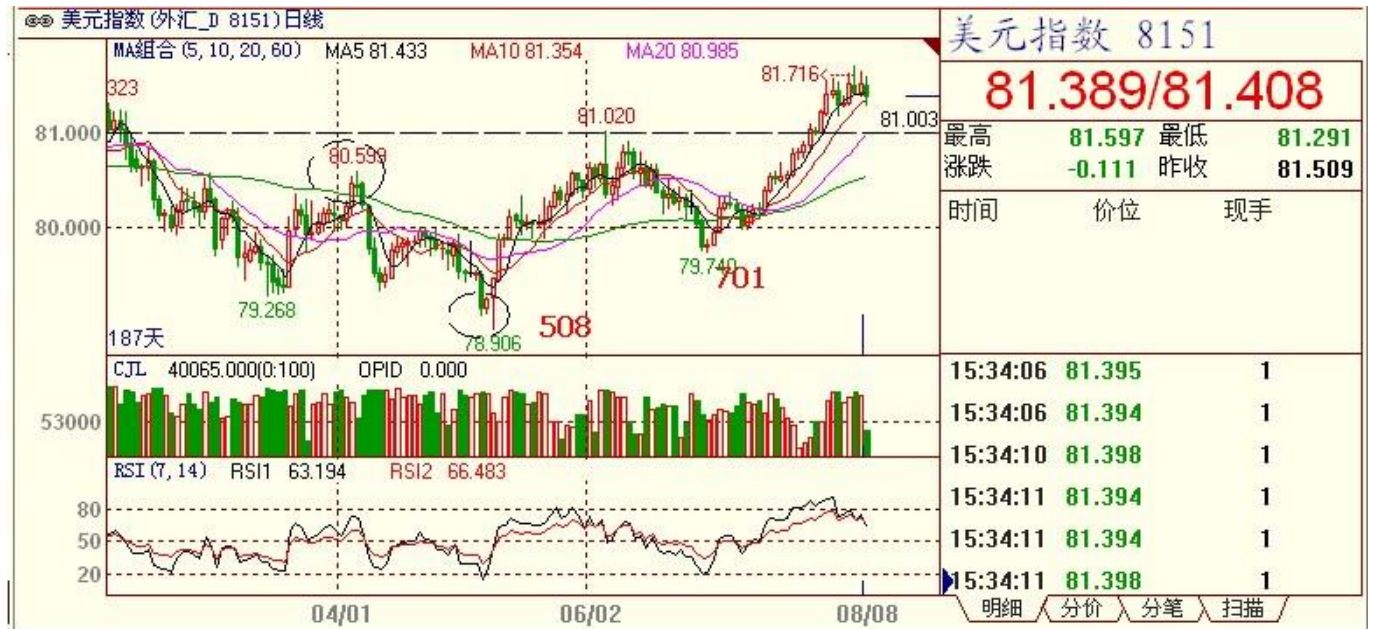 美元指数(外汇_D 8151)日线
MA组合(5,10,20,60) MA5 81.433 MA10 81.354 MA20 80.985
323
81.716
81.020
81.003
81.000
80.599
80.000
79.740
701
79.268
508
78.906
187天
CJL 40065.000(0:100) OPID 0.000
53000
RSI(7,14) RSI1 63.194 RSI2 66.483
80
50
20
04/01 06/02 08/08
美元指数 8151
81.389/81.408
最高 81.597 最低 81.291
涨跌 -0.111 昨收 81.509
时间 价位 现手
15:34:06 81.395 1
15:34:06 81.394 1
15:34:10 81.398 1
15:34:11 81.394 1
15:34:11 81.394 1
15:34:11 81.398 1
明细 分价 分笔 扫描